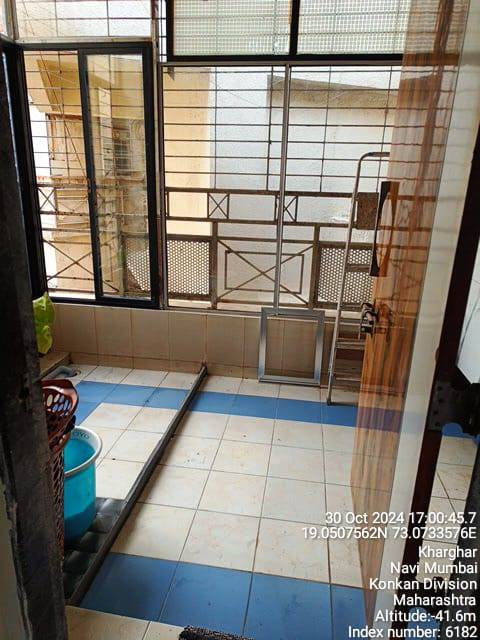 30 Oct 2024 17:00:45.7
19.0507562N 73.0733576E
Kharghar
Navi Mumbai
Konkan Division
Maharashtra
Altitude:-41.6m
Index number: 6182